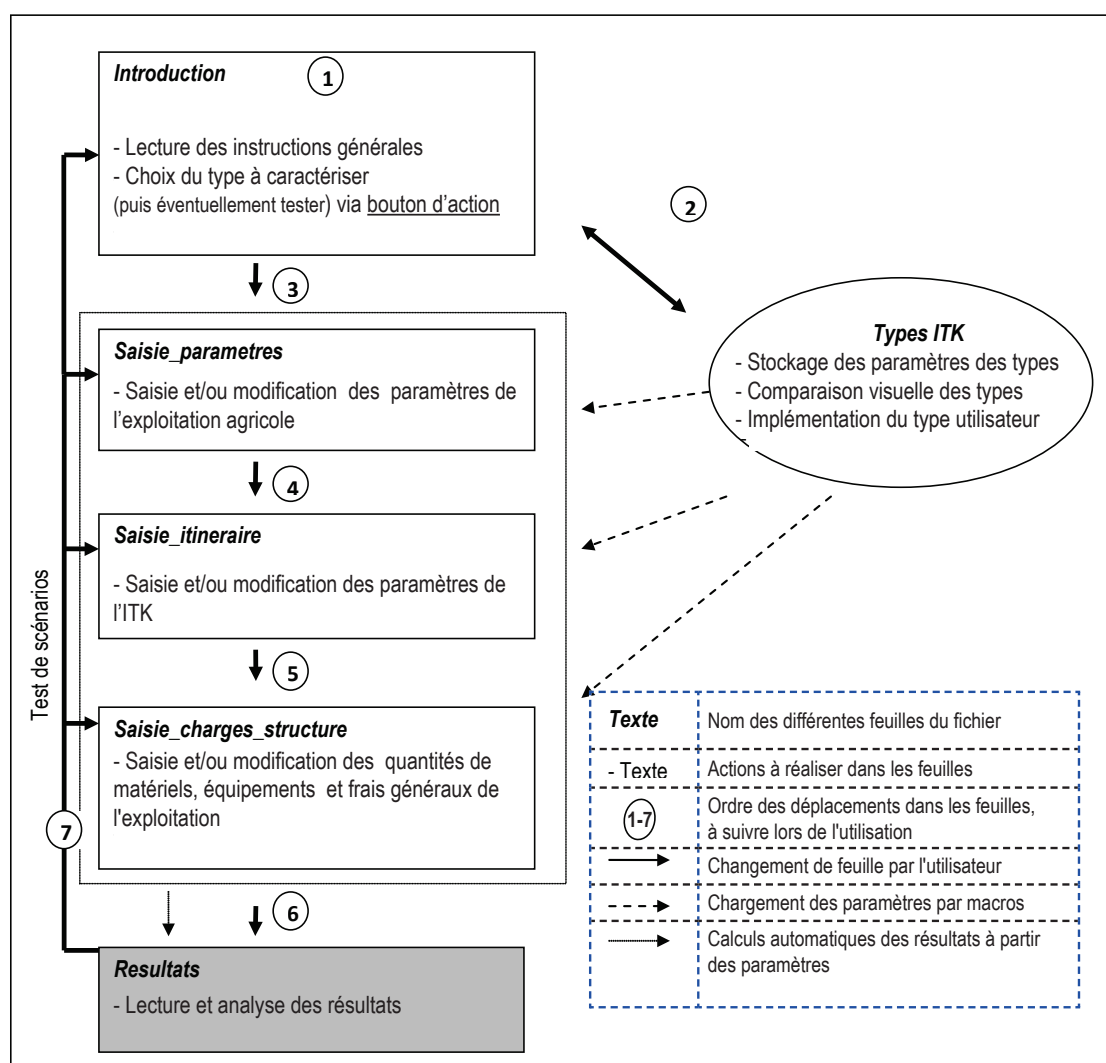 Introduction
1
- Lecture des instructions générales
- Choix du type à caractériser
(puis éventuellement tester) via bouton d'action
2
3
Types ITK
- Stockage des paramètres des types
- Comparaison visuelle des types
- Implémentation du type utilisateur
-
Saisie_parametres
- Saisie et/ou modification des paramètres de
l'exploitation agricole
4
Saisie_itineraire
- Saisie et/ou modification des paramètres de
l'ITK
5
Saisie_charges_structure
- Saisie et/ou modification des quantités de
matériels, équipements et frais généraux de
l'exploitation
Test de scénarios
7
6
Resultats
- Lecture et analyse des résultats
Texte Nom des différentes feuilles du fichier
- Texte Actions à réaliser dans les feuilles
1-7 Ordre des déplacements dans les feuilles,
à suivre lors de l'utilisation
Changement de feuille par l'utilisateur
Chargement des paramètres par macros
Calculs automatiques des résultats à partir
des paramètres